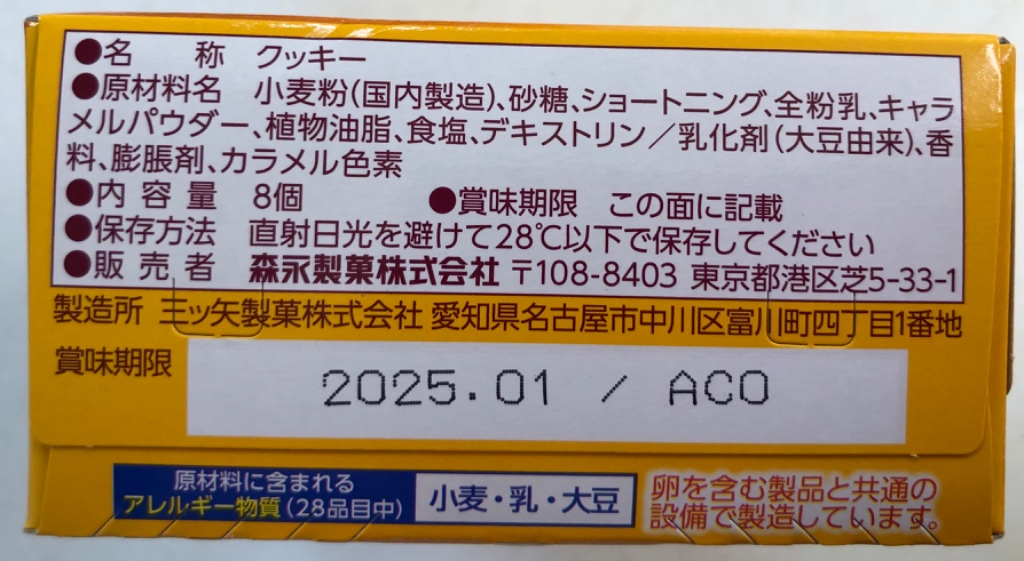 ●名　称　クッキー
●原材料名　小麦粉(国内製造)、砂糖、ショートニング、全粉乳、キャラ
メルパウダー、植物油脂、食塩、デキストリン／乳化剤(大豆由来)、香
料、膨脹剤、カラメル色素
●内容量　8個　●賞味期限　この面に記載
●保存方法　直射日光を避けて28℃以下で保存してください
●販売者　森永製菓株式会社 〒108-8403 東京都港区芝5-33-1
製造所　三ッ矢製菓株式会社 愛知県名古屋市中川区富川町四丁目1番地
賞味期限
2025.01 / ACO
原材料に含まれる
アレルギー物質(28品目中)
小麦・乳・大豆
卵を含む製品と共通の
設備で製造しています。